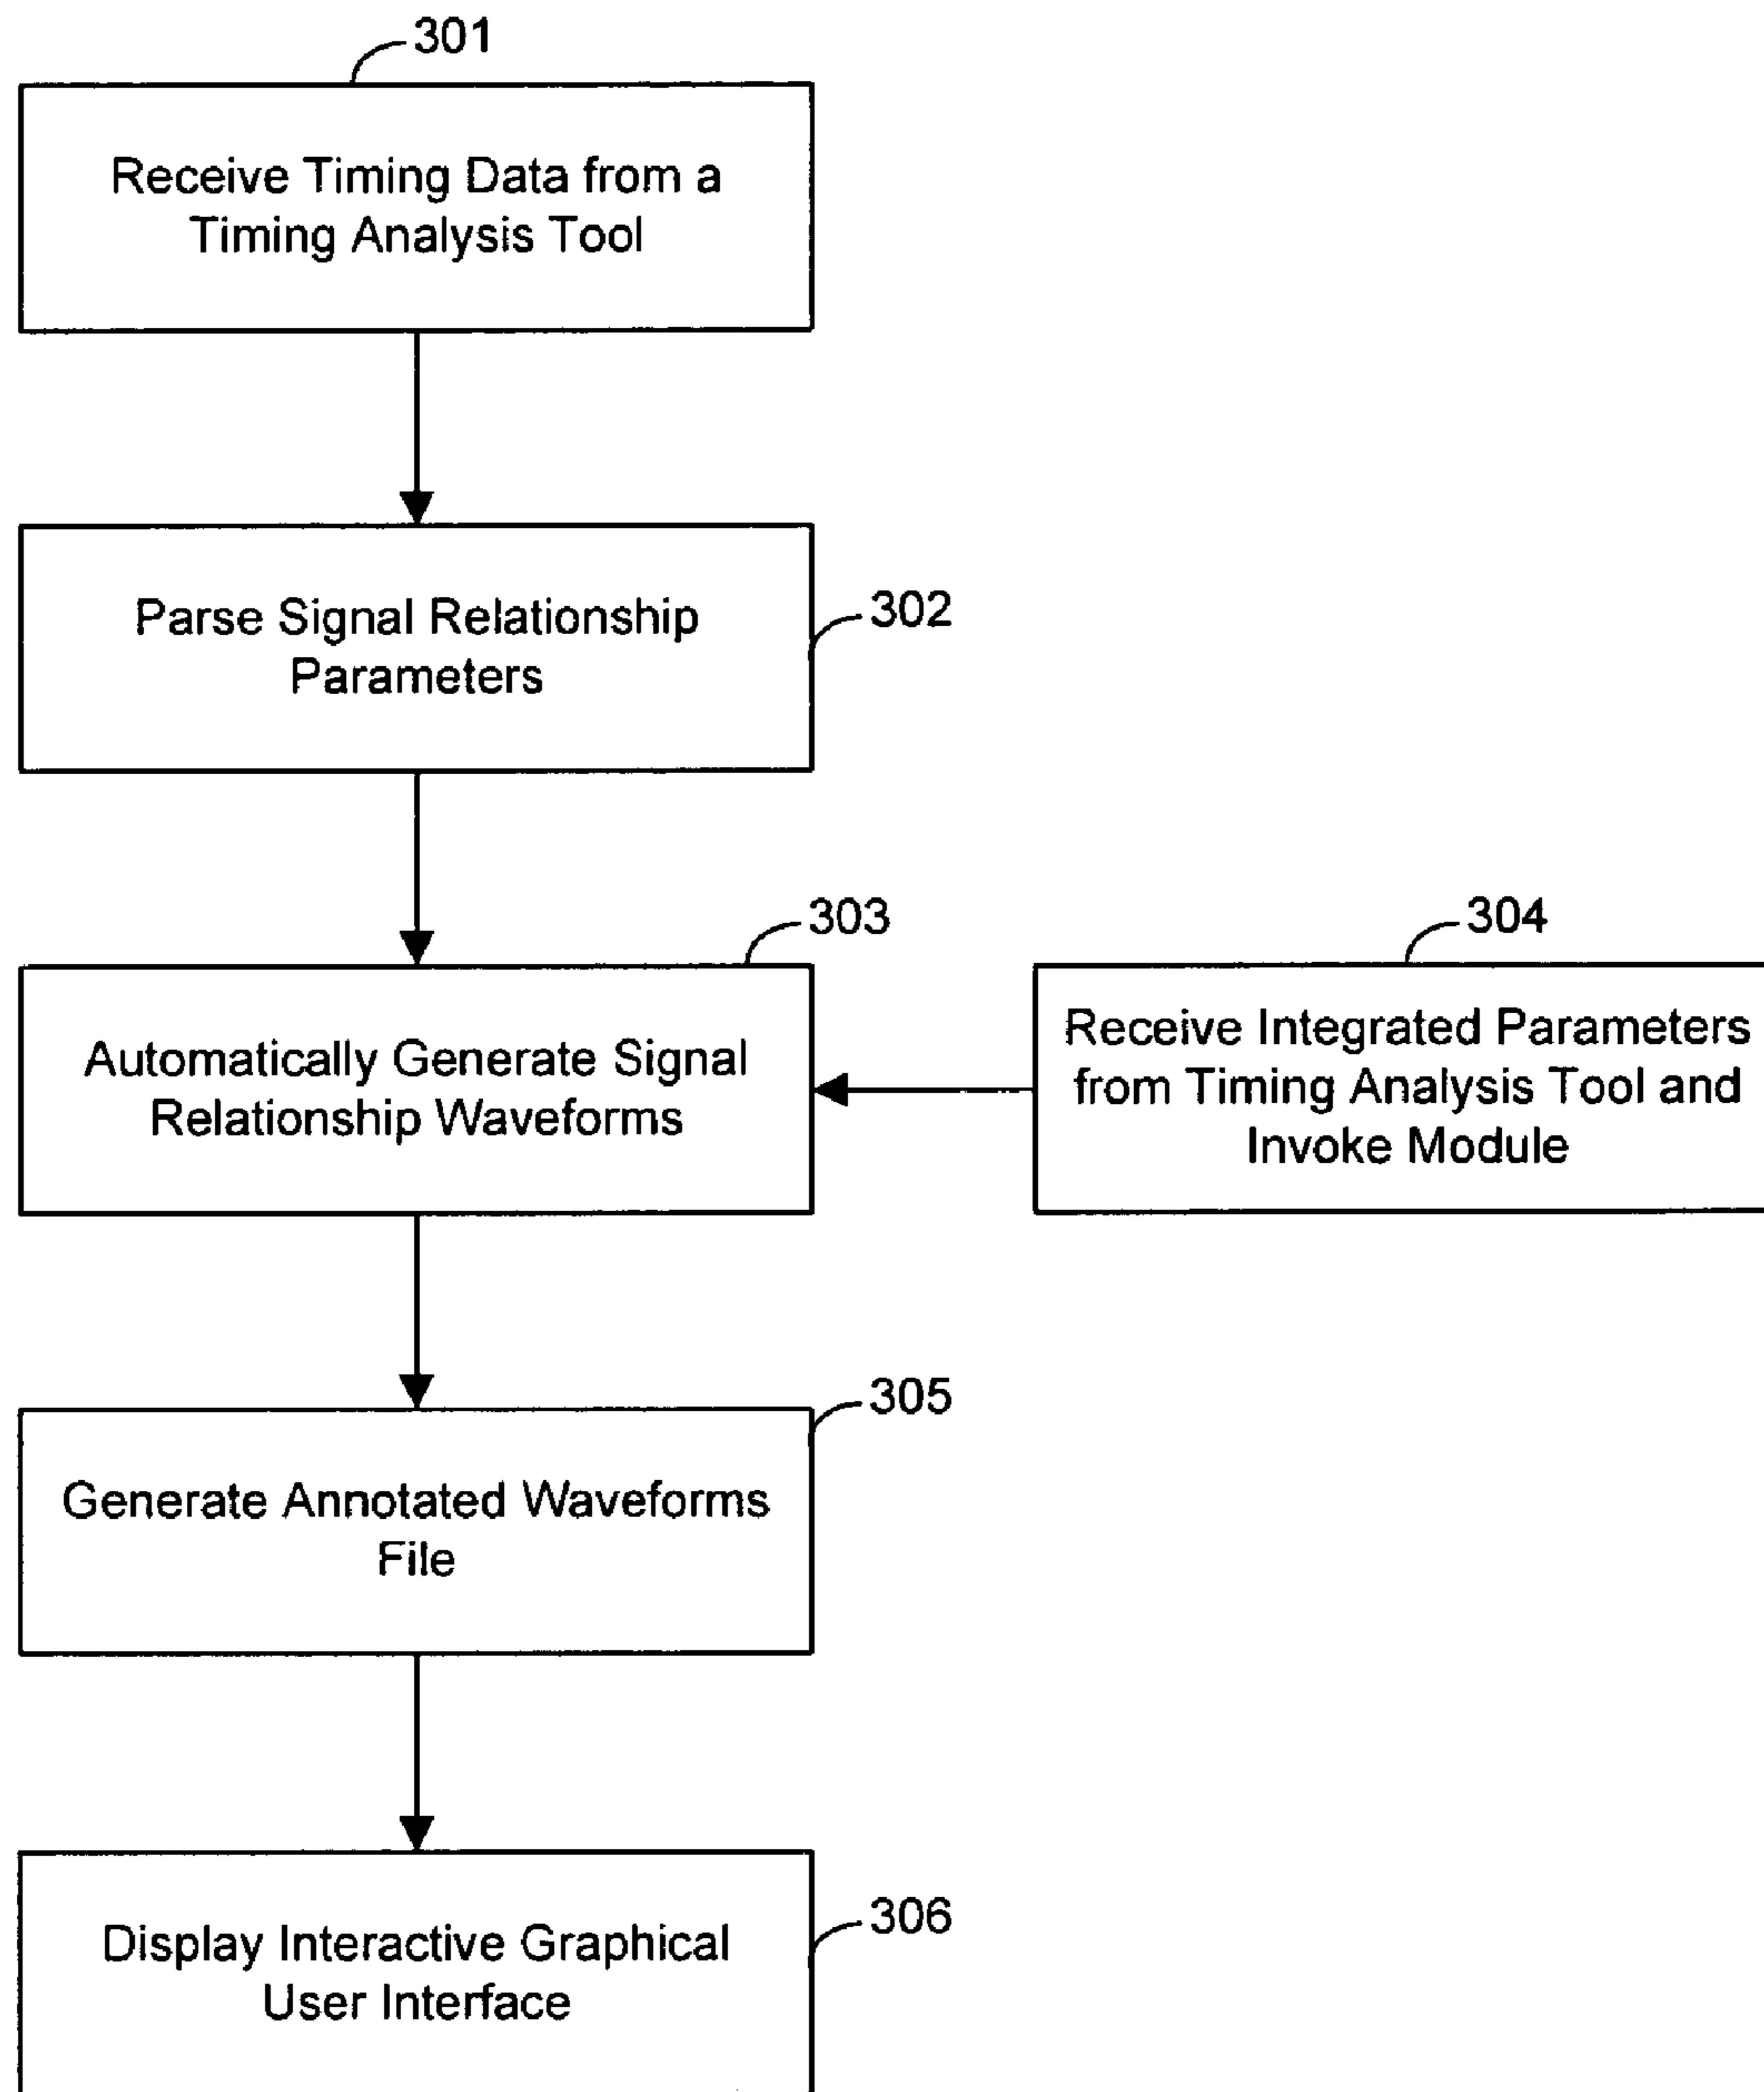 301
Receive Timing Data from a
Timing Analysis Tool
Parse Signal Relationship
Parameters
302
303
Automatically Generate Signal
Relationship Waveforms
304
Receive Integrated Parameters
from Timing Analysis Tool and
Invoke Module
305
Generate Annotated Waveforms
File
Display Interactive Graphical
User Interface
306